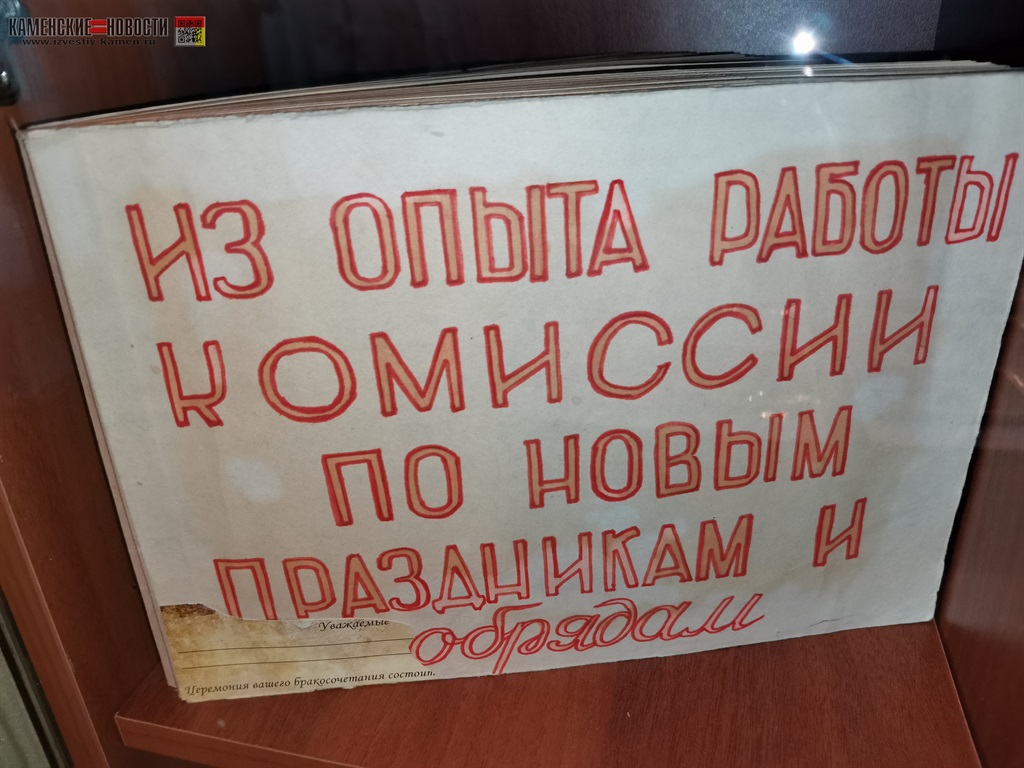 КАМЕНСКИЕ=НОВОСТИ
www.izvestiy-kamen.ru
ИЗ ОПЫТА РАБОТЫ
КОМИССИИ
ПО НОВЫМ
ПРАЗДНИКАМ И
обрядам
Уважаемые
Церемония вашего бракосочетания состоит.